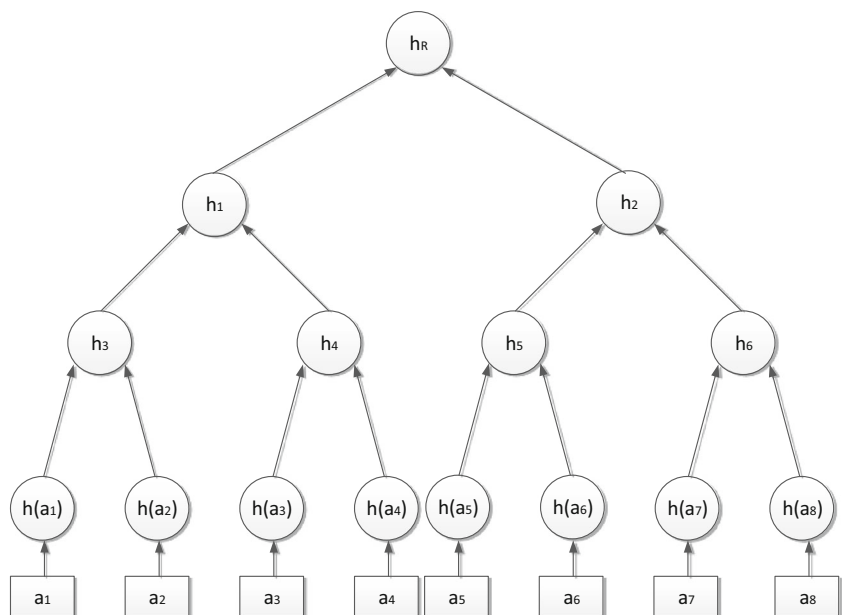 hR
h1 h2
h3 h4 h5 h6
h(a1) h(a2) h(a3) h(a4) h(a5) h(a6) h(a7) h(a8)
a1 a2 a3 a4 a5 a6 a7 a8